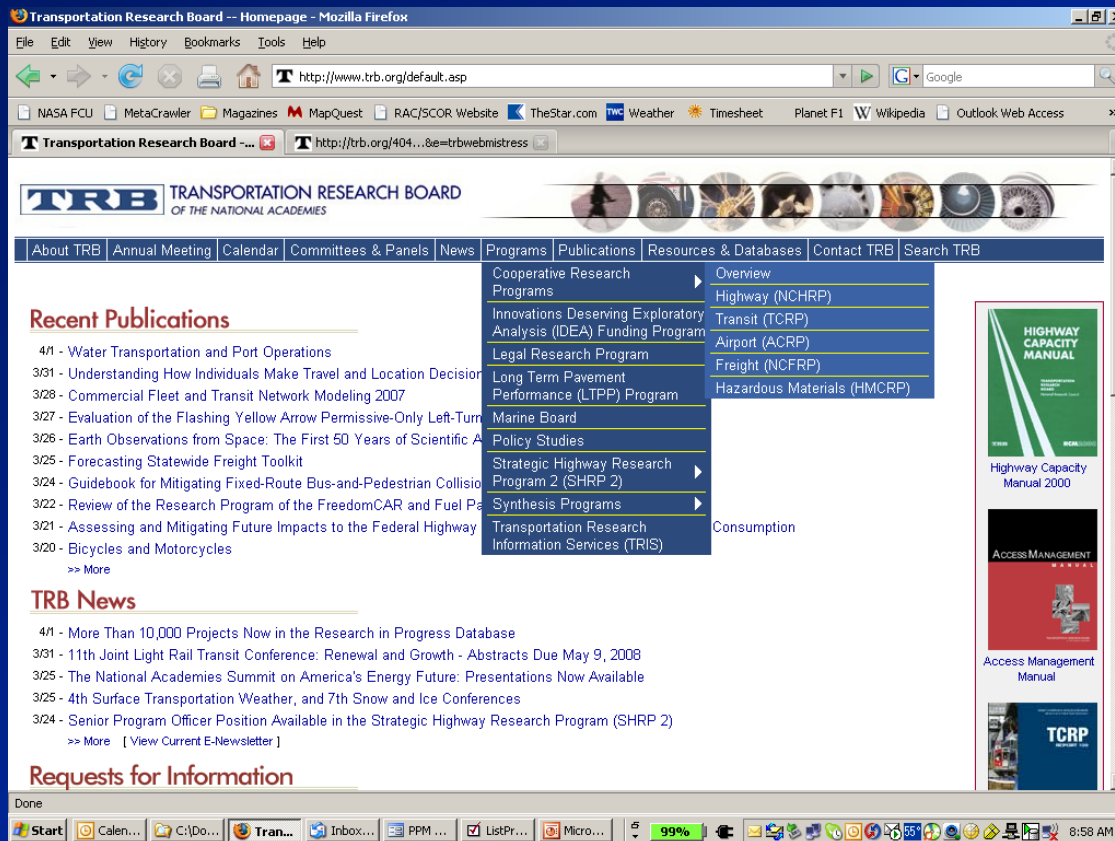 Transportation Research Board -- Homepage - Mozilla Firefox
File Edit View History Bookmarks Tools Help
http://www.trb.org/default.asp
Google
NASA FCU MetaCrawler Magazines MapQuest RAC/SCOR Website TheStar.com Weather Timesheet Planet F1 Wikipedia Outlook Web Access
Transportation Research Board -... http://trb.org/404...&e=trbwebmistress
TRB TRANSPORTATION RESEARCH BOARD
OF THE NATIONAL ACADEMIES
About TRB Annual Meeting Calendar Committees & Panels News Programs Publications Resources & Databases Contact TRB Search TRB
Cooperative Research
Programs
Innovations Deserving Exploratory
Analysis (IDEA) Funding Program
Legal Research Program
Long Term Pavement
Performance (LTPP) Program
Marine Board
Policy Studies
Strategic Highway Research
Program 2 (SHRP 2)
Synthesis Programs
Transportation Research
Information Services (TRIS)
Overview
Highway (NCHRP)
Transit (TCRP)
Airport (ACRP)
Freight (NCFRP)
Hazardous Materials (HMCRP)
Recent Publications
4/1 - Water Transportation and Port Operations
3/31 - Understanding How Individuals Make Travel and Location Decision
3/28 - Commercial Fleet and Transit Network Modeling 2007
3/27 - Evaluation of the Flashing Yellow Arrow Permissive-Only Left-Turn
3/26 - Earth Observations from Space: The First 50 Years of Scientific A
3/25 - Forecasting Statewide Freight Toolkit
3/24 - Guidebook for Mitigating Fixed-Route Bus-and-Pedestrian Collisio
3/22 - Review of the Research Program of the FreedomCAR and Fuel Pa
3/21 - Assessing and Mitigating Future Impacts to the Federal Highway Consumption
3/20 - Bicycles and Motorcycles
>> More
TRB News
4/1 - More Than 10,000 Projects Now in the Research in Progress Database
3/31 - 11th Joint Light Rail Transit Conference: Renewal and Growth - Abstracts Due May 9, 2008
3/25 - The National Academies Summit on America's Energy Future: Presentations Now Available
3/25 - 4th Surface Transportation Weather, and 7th Snow and Ice Conferences
3/24 - Senior Program Officer Position Available in the Strategic Highway Research Program (SHRP 2)
>> More [ View Current E-Newsletter ]
Requests for Information
HIGHWAY
CAPACITY
MANUAL
Highway Capacity
Manual 2000
ACCESS MANAGEMENT
MANUAL
Access Management
Manual
TCRP
Done
Start Calen... C:\Do... Tran... Inbox... PPM ... ListPr... Micro... 99% 55° 8:58 AM